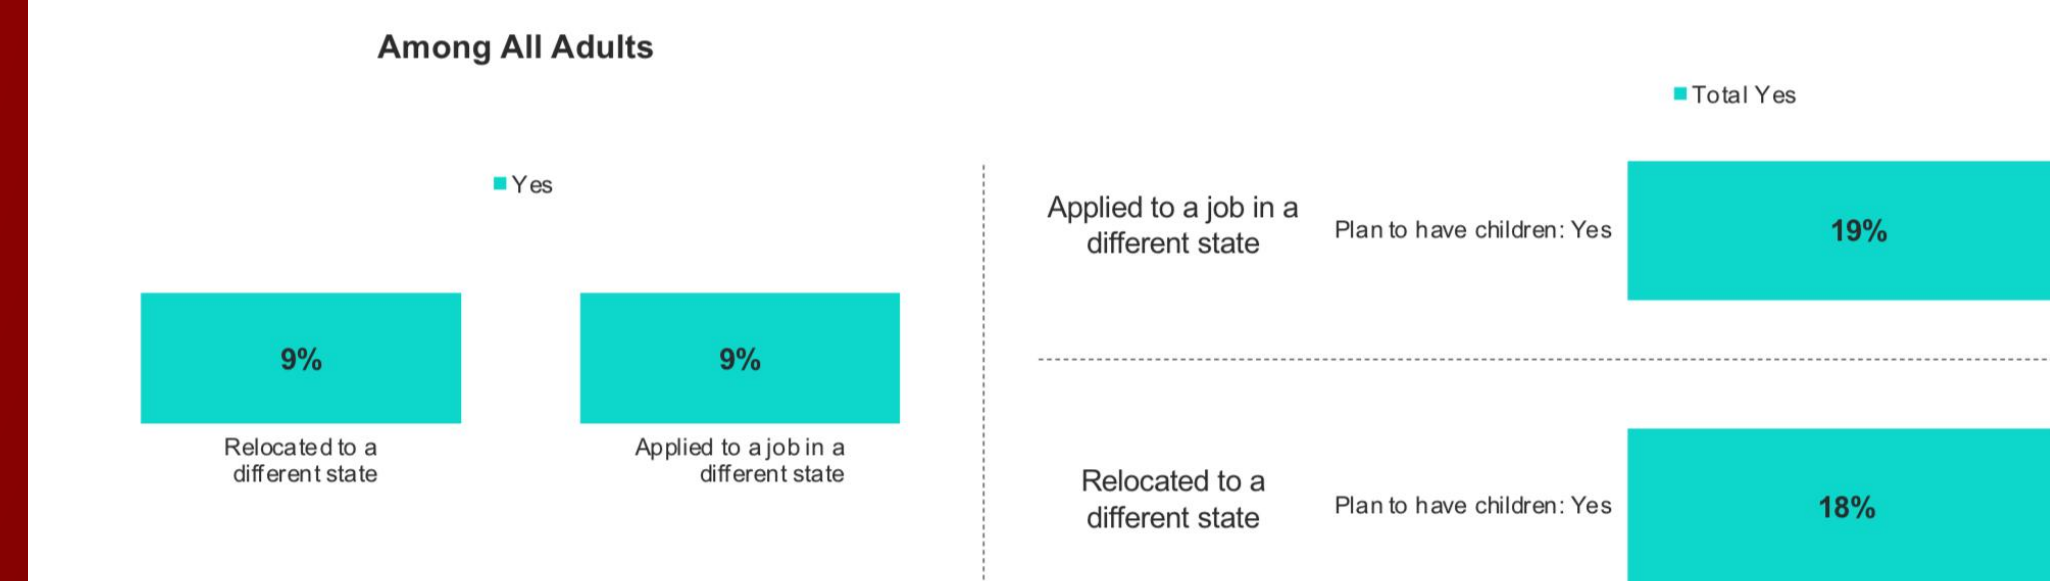 Among All Adults
Yes
9%
9%
Relocated to a
different state
Applied to a job in a
different state
Total Yes
Applied to a job in a
different state
Plan to have children: Yes
19%
Relocated to a
different state
Plan to have children: Yes
18%